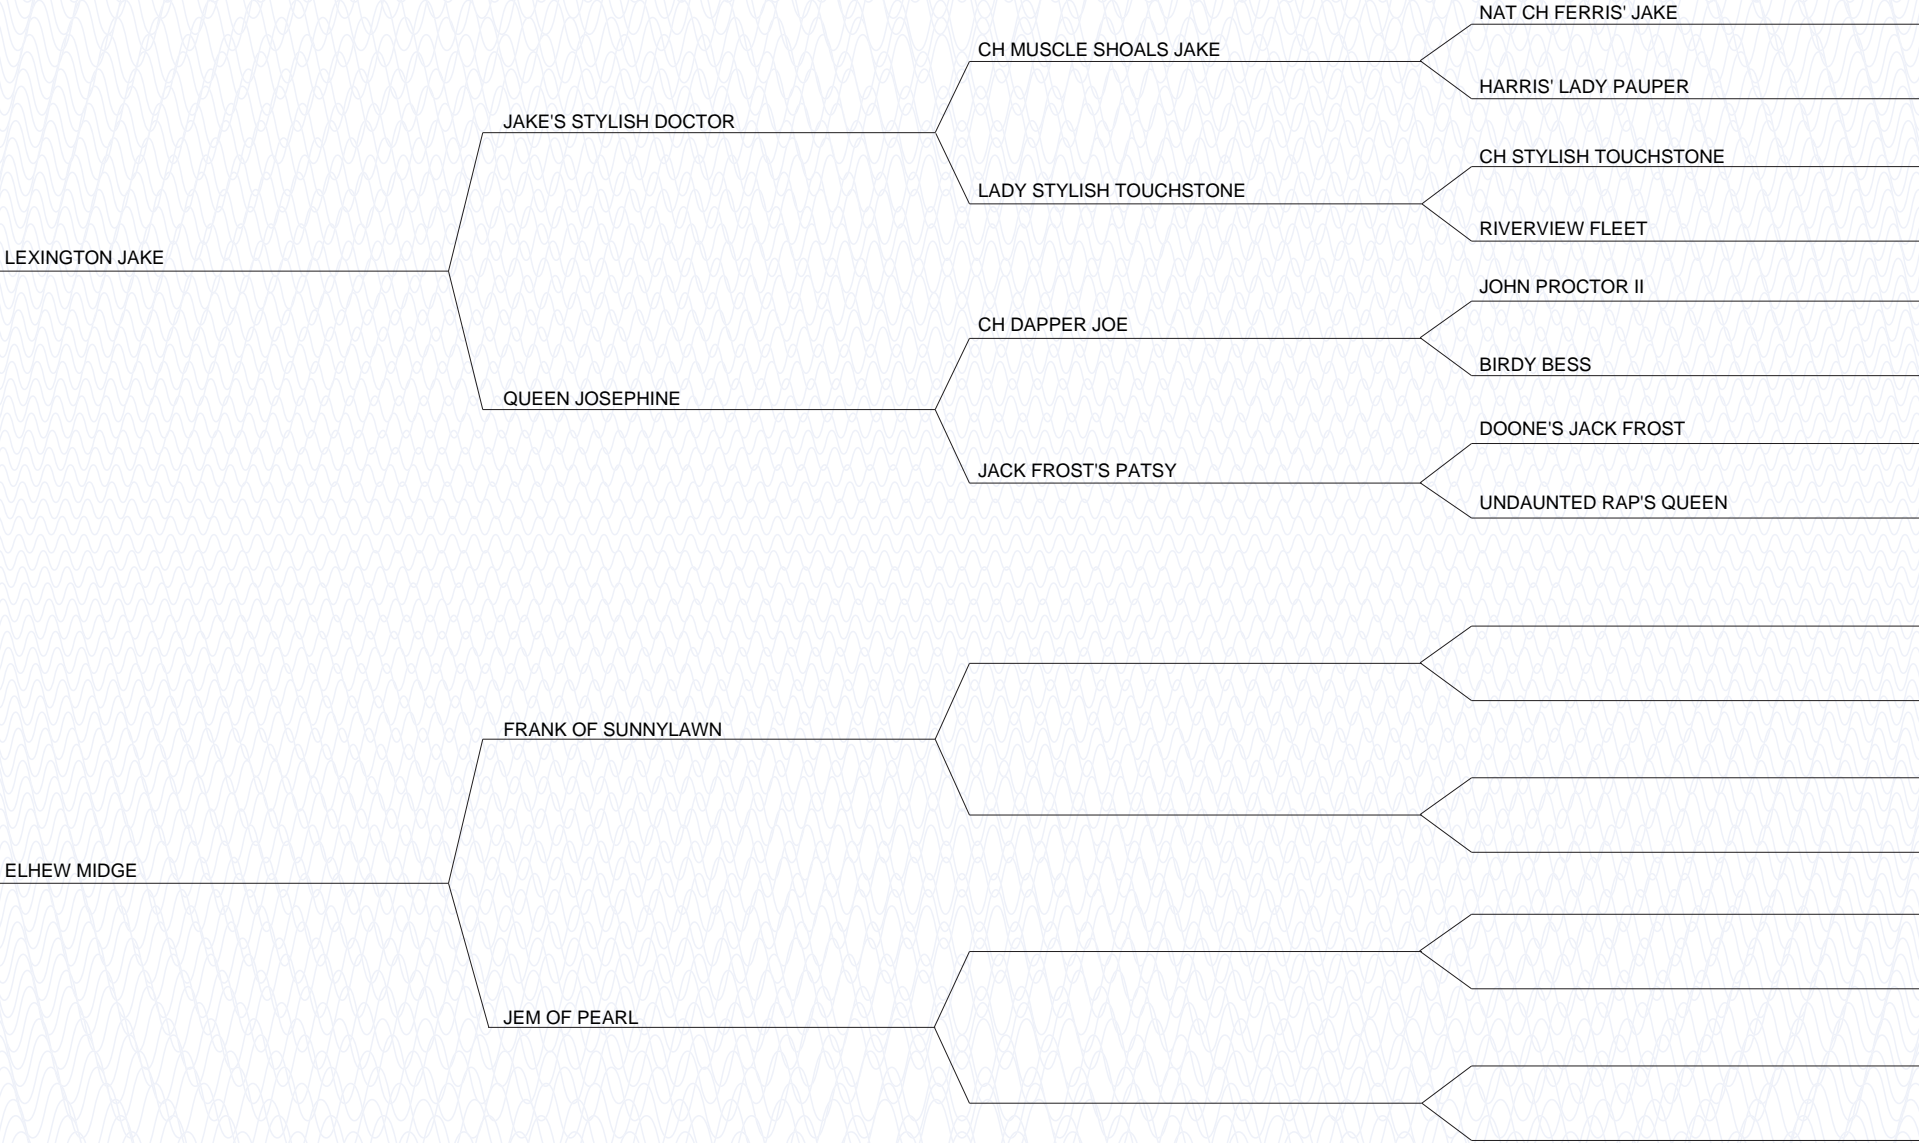 NAT CH FERRIS' JAKE
CH MUSCLE SHOALS JAKE
HARRIS' LADY PAUPER
JAKE'S STYLISH DOCTOR
CH STYLISH TOUCHSTONE
LADY STYLISH TOUCHSTONE
RIVERVIEW FLEET
LEXINGTON JAKE
JOHN PROCTOR II
CH DAPPER JOE
BIRDY BESS
QUEEN JOSEPHINE
DOONE'S JACK FROST
JACK FROST'S PATSY
UNDAUNTED RAP'S QUEEN
FRANK OF SUNNYLAWN
ELHEW MIDGE
JEM OF PEARL